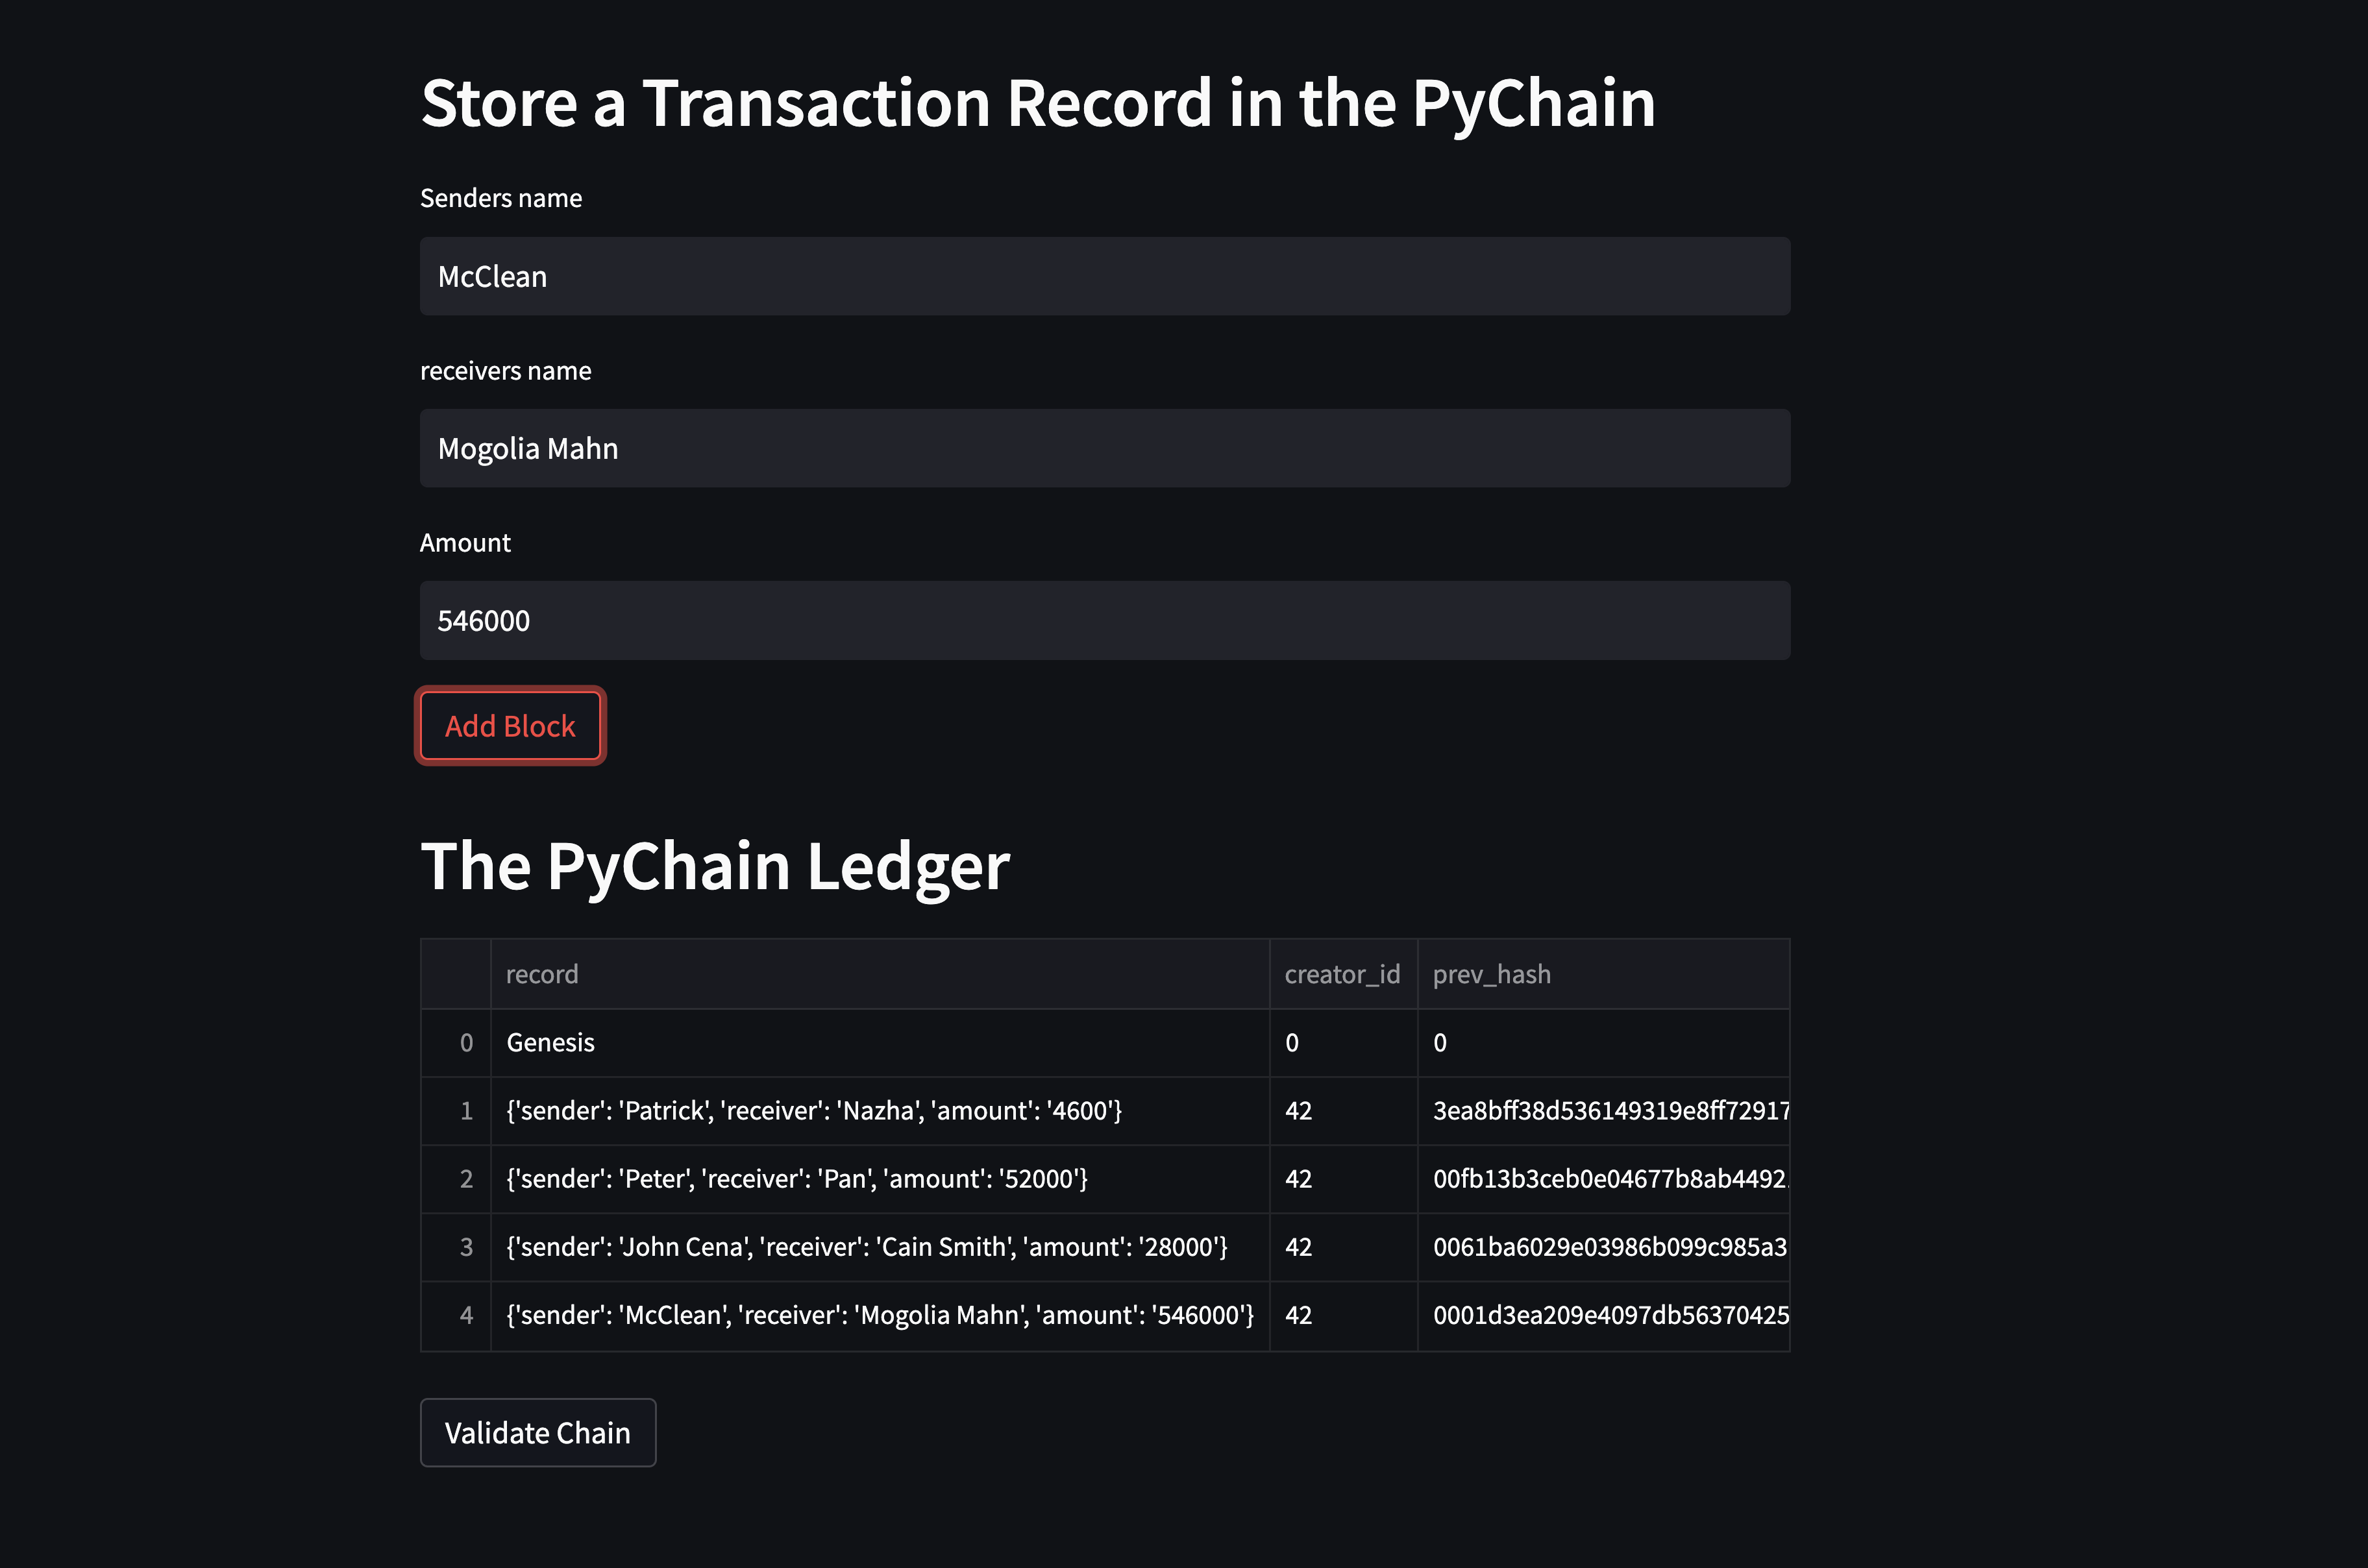 Store a Transaction Record in the PyChain
Senders name
McClean
receivers name
Mogolia Mahn
Amount
546000
Add Block
The PyChain Ledger
record creator_id prev_hash
0 Genesis 0 0
1 {'sender': 'Patrick', 'receiver': 'Nazha', 'amount': '4600'} 42 3ea8bff38d536149319e8ff72917
2 {'sender': 'Peter', 'receiver': 'Pan', 'amount': '52000'} 42 00fb13b3ceb0e04677b8ab4492
3 {'sender': 'John Cena', 'receiver': 'Cain Smith', 'amount': '28000'} 42 0061ba6029e03986b099c985a3
4 {'sender': 'McClean', 'receiver': 'Mogolia Mahn', 'amount': '546000'} 42 0001d3ea209e4097db56370425
Validate Chain